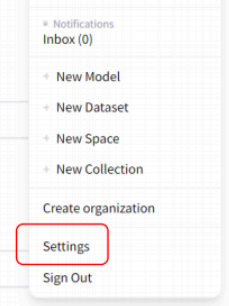 Notifications
Inbox (0)
+ New Model
+ New Dataset
+ New Space
+ New Collection
Create organization
Settings
Sign Out